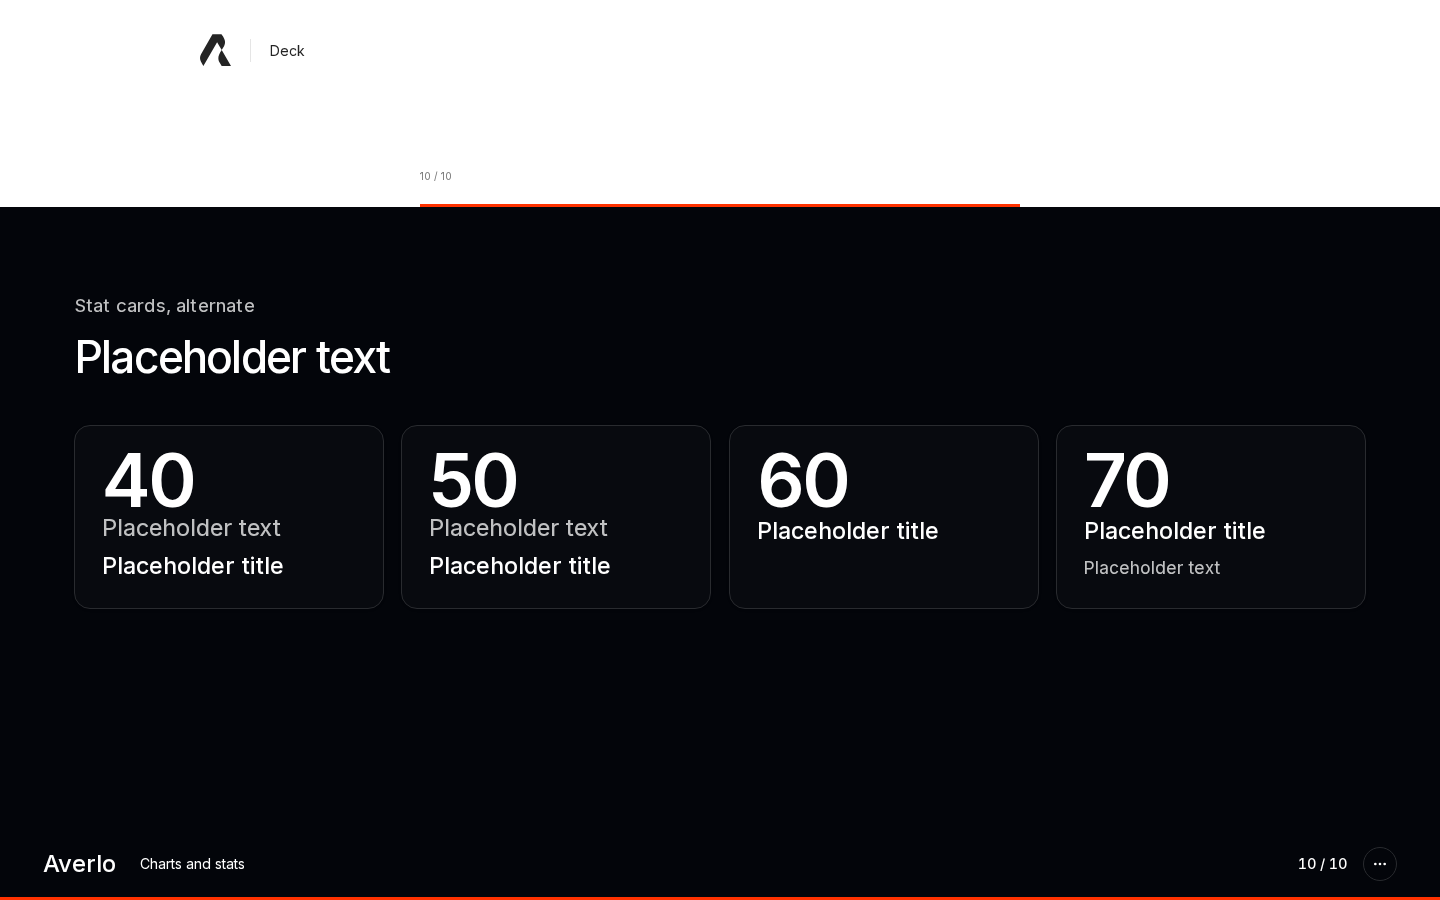 Deck
10 / 10
Stat cards, alternate
Placeholder text
40
Placeholder text
Placeholder title
50
Placeholder text
Placeholder title
60
Placeholder title
70
Placeholder title
Placeholder text
Averlo
Charts and stats
10 / 10